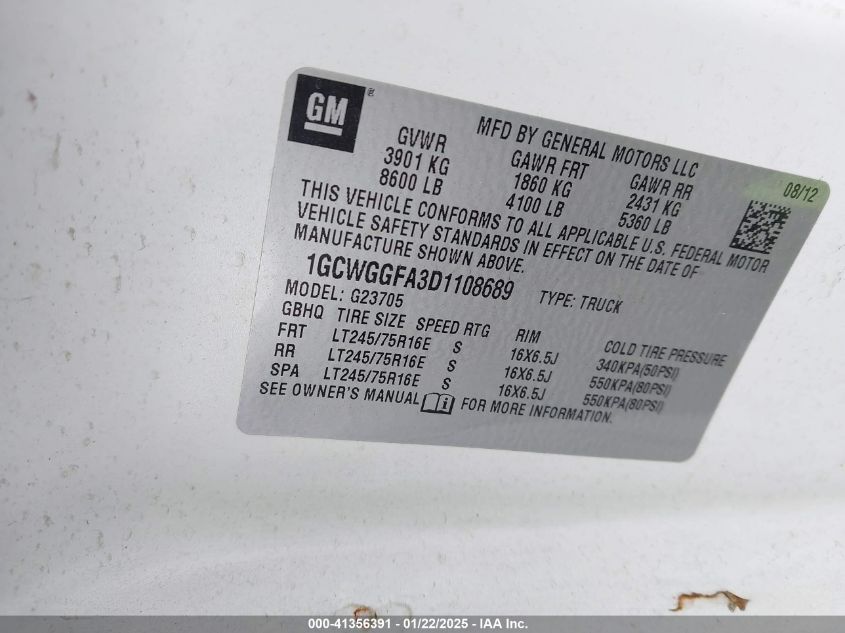 GM®
MFD BY GENERAL MOTORS LLC
08/12
GVWR GAWR FRT GAWR RR
3901 KG 1860 KG 2431 KG
8600 LB 4100 LB 5360 LB
THIS VEHICLE CONFORMS TO ALL APPLICABLE U.S. FEDERAL MOTOR
VEHICLE SAFETY STANDARDS IN EFFECT ON THE DATE OF
MANUFACTURE SHOWN ABOVE.
1GCWGGFA3D1108689 TYPE: TRUCK
MODEL: G23705
GBHQ TIRE SIZE SPEED RTG RIM COLD TIRE PRESSURE
FRT LT245/75R16E S 16X6.5J 340KPA(50PSI)
RR LT245/75R16E S 16X6.5J 550KPA(80PSI)
SPA LT245/75R16E S 16X6.5J 550KPA(80PSI)
SEE OWNER'S MANUAL i FOR MORE INFORMATION.
000-41356391 - 01/22/2025 - IAA Inc.